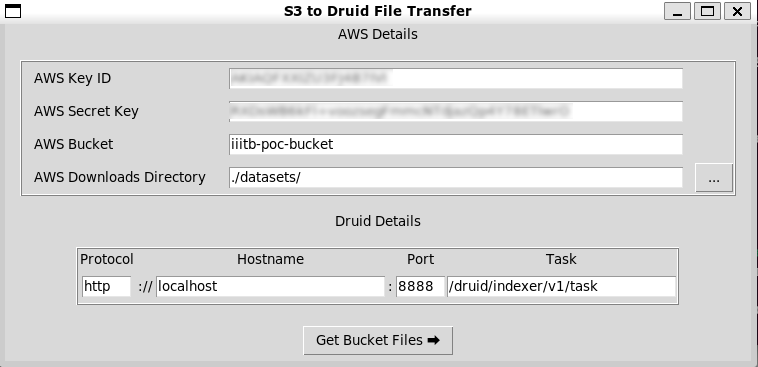 S3 to Druid File Transfer
AWS Details
AWS Key ID
AWS Secret Key
AWS Bucket iiitb-poc-bucket
AWS Downloads Directory ./datasets/ ...
Druid Details
Protocol Hostname Port Task
http :// localhost : 8888 /druid/indexer/v1/task
Get Bucket Files ➡